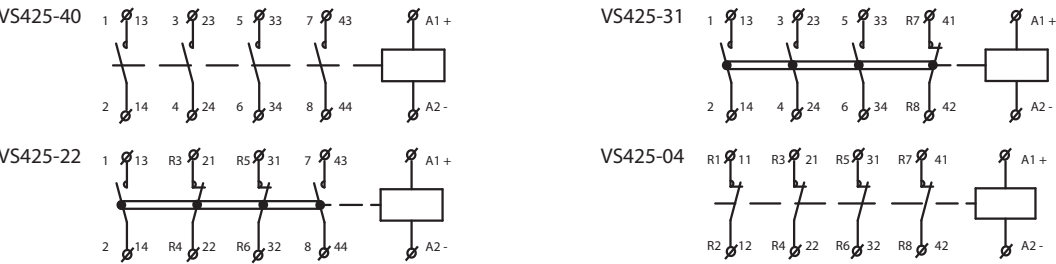 VS425-40 1 13 3 23 5 33 7 43 A1 +
2 14 4 24 6 34 8 44 A2 -
VS425-31 1 13 3 23 5 33 R7 41 A1 +
2 14 4 24 6 34 R8 42 A2 -
VS425-22 1 13 R3 21 R5 31 7 43 A1 +
2 14 R4 22 R6 32 8 44 A2 -
VS425-04 R1 11 R3 21 R5 31 R7 41 A1 +
R2 12 R4 22 R6 32 R8 42 A2 -